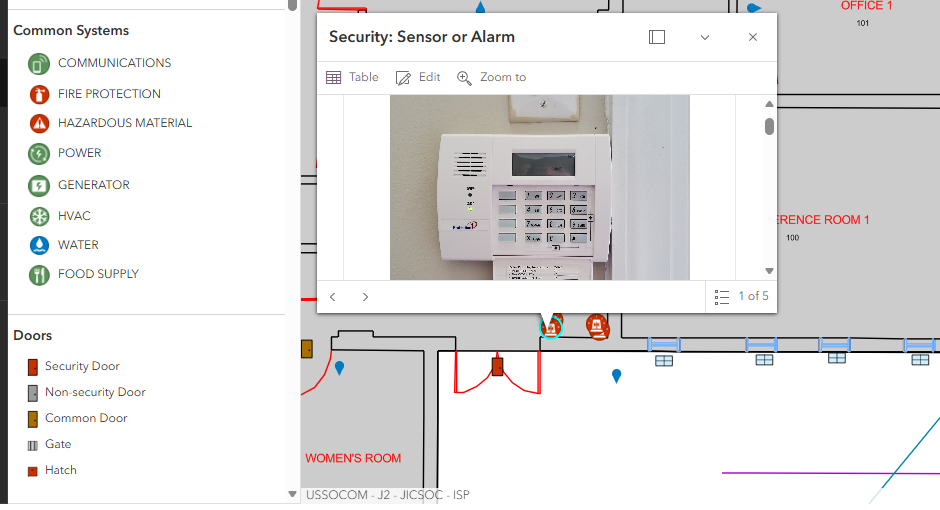 Common Systems
COMMUNICATIONS
FIRE PROTECTION
HAZARDOUS MATERIAL
POWER
GENERATOR
HVAC
WATER
FOOD SUPPLY
Doors
Security Door
Non-security Door
Common Door
Gate
Hatch
Security: Sensor or Alarm
Table
Edit
Zoom to
1 of 5
OFFICE 1
101
ERENCE ROOM 1
100
WOMEN'S ROOM
USSOCOM - J2 - JICSOC - ISP